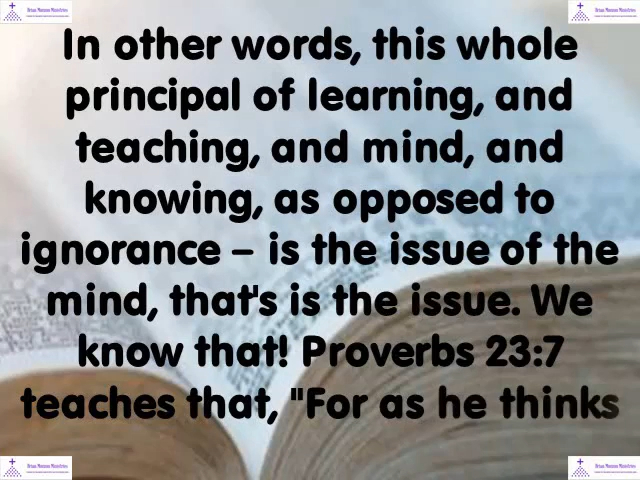 In other words, this whole
principal of learning, and
teaching, and mind, and
knowing, as opposed to
ignorance – is the issue of the
mind, that's is the issue. We
know that! Proverbs 23:7
teaches that, "For as he thinks